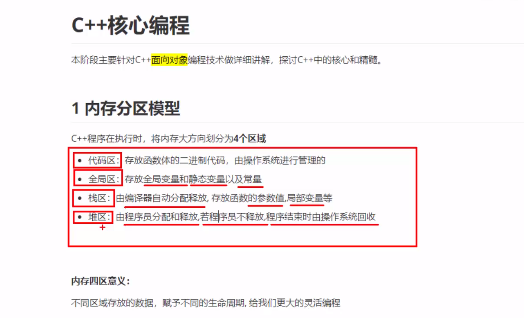 C++核心编程
本阶段主要针对C++面向对象编程技术做详细讲解，探讨C++中的核心和精髓。
1 内存分区模型
C++程序在执行时，将内存大方向划分为4个区域
代码区：存放函数体的二进制代码，由操作系统进行管理的
全局区：存放全局变量和静态变量以及常量
栈区：由编译器自动分配释放, 存放函数的参数值,局部变量等
堆区：由程序员分配和释放,若程序员不释放,程序结束时由操作系统回收
内存四区意义：
不同区域存放的数据，赋予不同的生命周期, 给我们更大的灵活编程